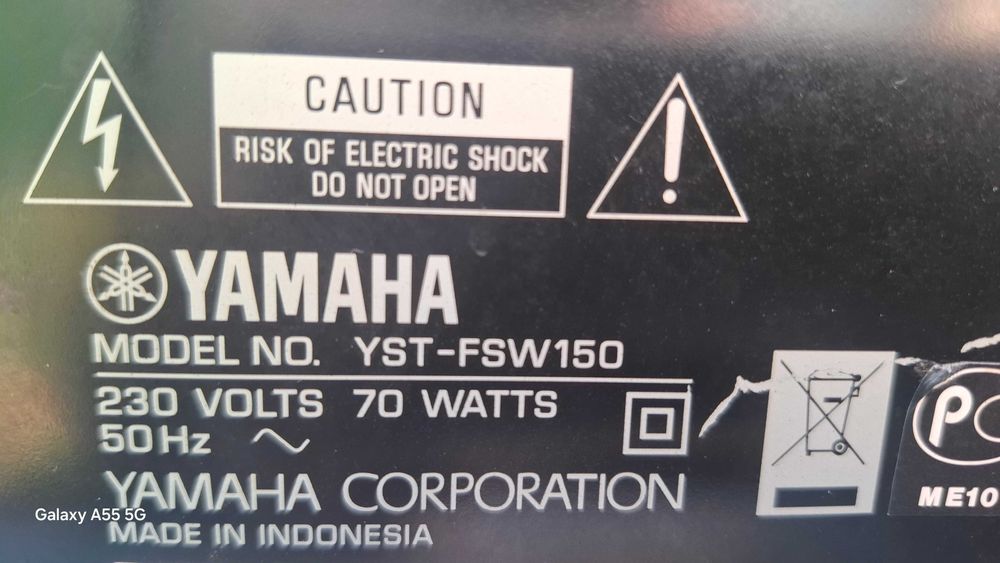 CAUTION
RISK OF ELECTRIC SHOCK
DO NOT OPEN
YAMAHA
MODEL NO. YST-FSW150
230 VOLTS 70 WATTS
50Hz
YAMAHA CORPORATION
MADE IN INDONESIA
ME10
Galaxy A55 5G